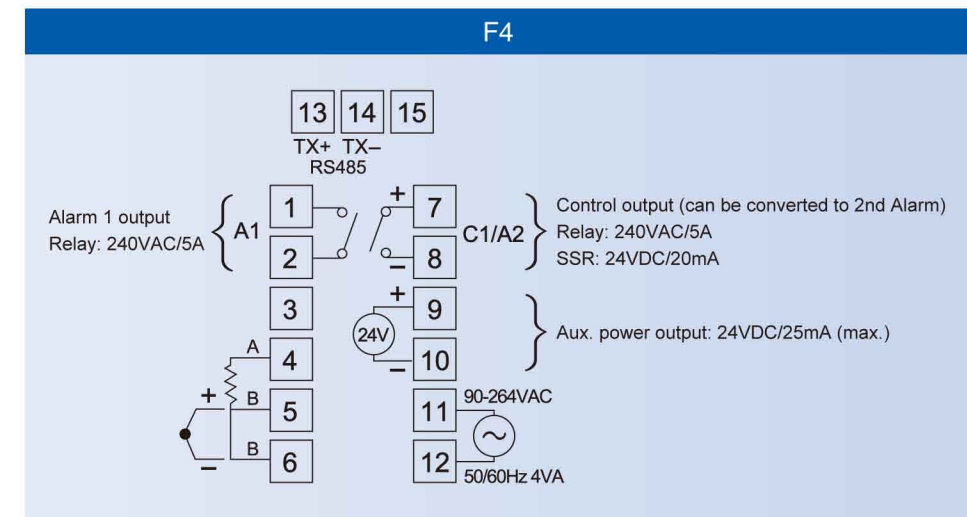 F4
13 14 15
TX+ TX–
RS485
Alarm 1 output
Relay: 240VAC/5A
A1
1
2
3
4
5
6
A
B
B
+
–
+
–
7
8
C1/A2
Control output (can be converted to 2nd Alarm)
Relay: 240VAC/5A
SSR: 24VDC/20mA
+
24V
–
9
10
Aux. power output: 24VDC/25mA (max.)
11
12
90-264VAC
50/60Hz 4VA